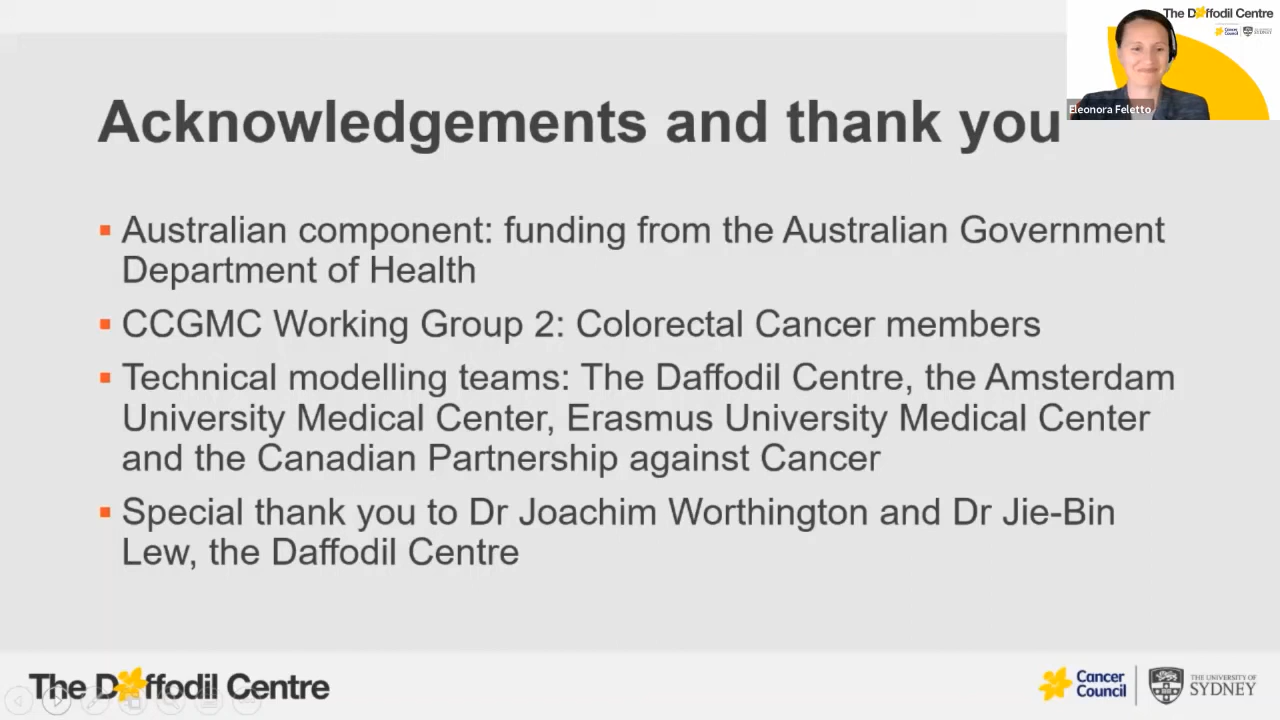 The Daffodil Centre
Cancer
Council
SYDNEY
Eleonora Feletto
Acknowledgements and thank you
Australian component: funding from the Australian Government
Department of Health
CCGMC Working Group 2: Colorectal Cancer members
Technical modelling teams: The Daffodil Centre, the Amsterdam
University Medical Center, Erasmus University Medical Center
and the Canadian Partnership against Cancer
Special thank you to Dr Joachim Worthington and Dr Jie-Bin
Lew, the Daffodil Centre
The Daffodil Centre
Cancer
Council
THE UNIVERSITY OF
SYDNEY